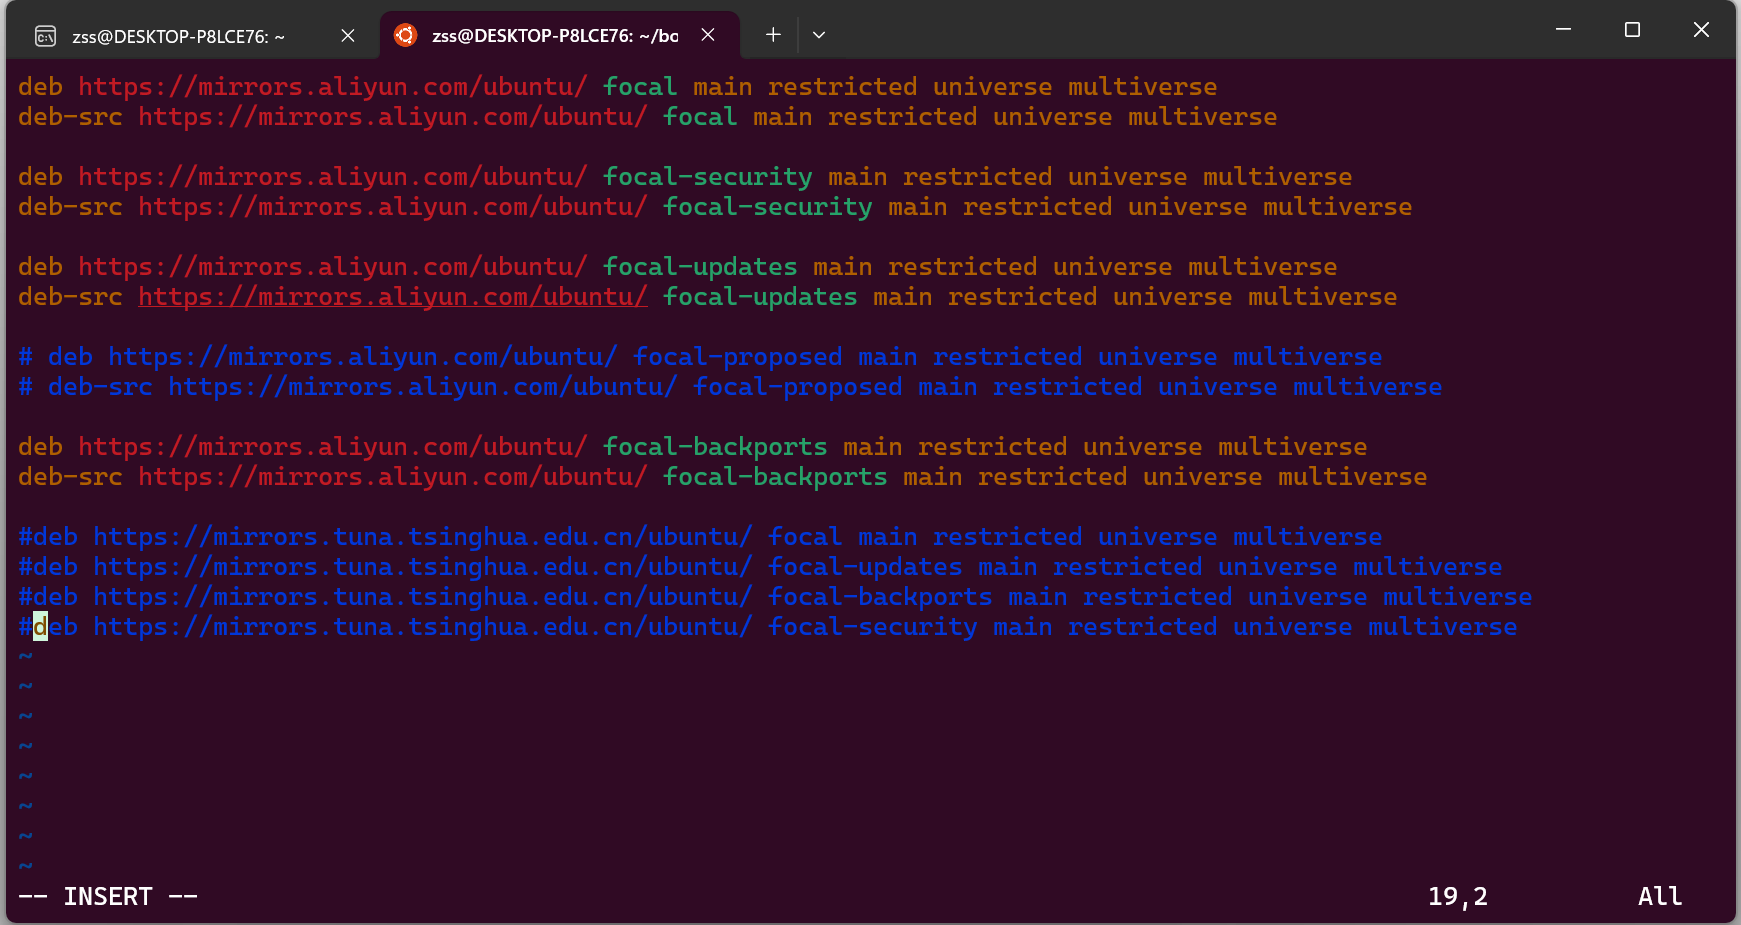 zss@DESKTOP-P8LCE76: ~
zss@DESKTOP-P8LCE76: ~/bo
deb https://mirrors.aliyun.com/ubuntu/ focal main restricted universe multiverse
deb-src https://mirrors.aliyun.com/ubuntu/ focal main restricted universe multiverse
deb https://mirrors.aliyun.com/ubuntu/ focal-security main restricted universe multiverse
deb-src https://mirrors.aliyun.com/ubuntu/ focal-security main restricted universe multiverse
deb https://mirrors.aliyun.com/ubuntu/ focal-updates main restricted universe multiverse
deb-src https://mirrors.aliyun.com/ubuntu/ focal-updates main restricted universe multiverse
# deb https://mirrors.aliyun.com/ubuntu/ focal-proposed main restricted universe multiverse
# deb-src https://mirrors.aliyun.com/ubuntu/ focal-proposed main restricted universe multiverse
deb https://mirrors.aliyun.com/ubuntu/ focal-backports main restricted universe multiverse
deb-src https://mirrors.aliyun.com/ubuntu/ focal-backports main restricted universe multiverse
#deb https://mirrors.tuna.tsinghua.edu.cn/ubuntu/ focal main restricted universe multiverse
#deb https://mirrors.tuna.tsinghua.edu.cn/ubuntu/ focal-updates main restricted universe multiverse
#deb https://mirrors.tuna.tsinghua.edu.cn/ubuntu/ focal-backports main restricted universe multiverse
#deb https://mirrors.tuna.tsinghua.edu.cn/ubuntu/ focal-security main restricted universe multiverse
~
~
~
~
~
~
~
~
-- INSERT -- 19,2 All